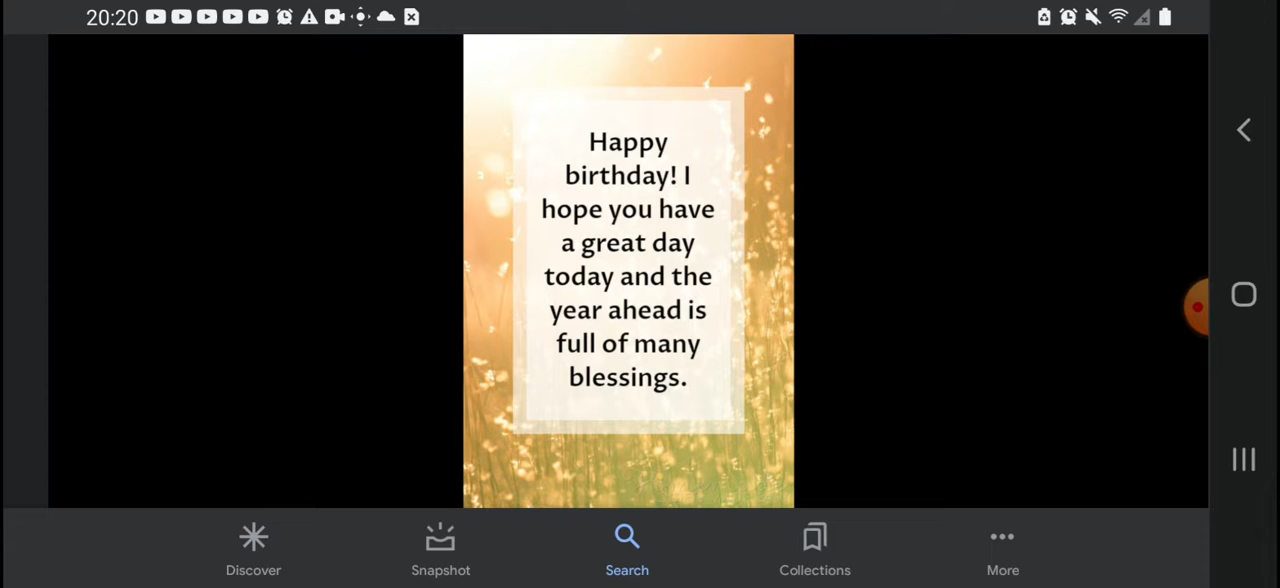 20:20
Happy
birthday! I
hope you have
a great day
today and the
year ahead is
full of many
blessings.
Discover
Snapshot
Search
Collections
More